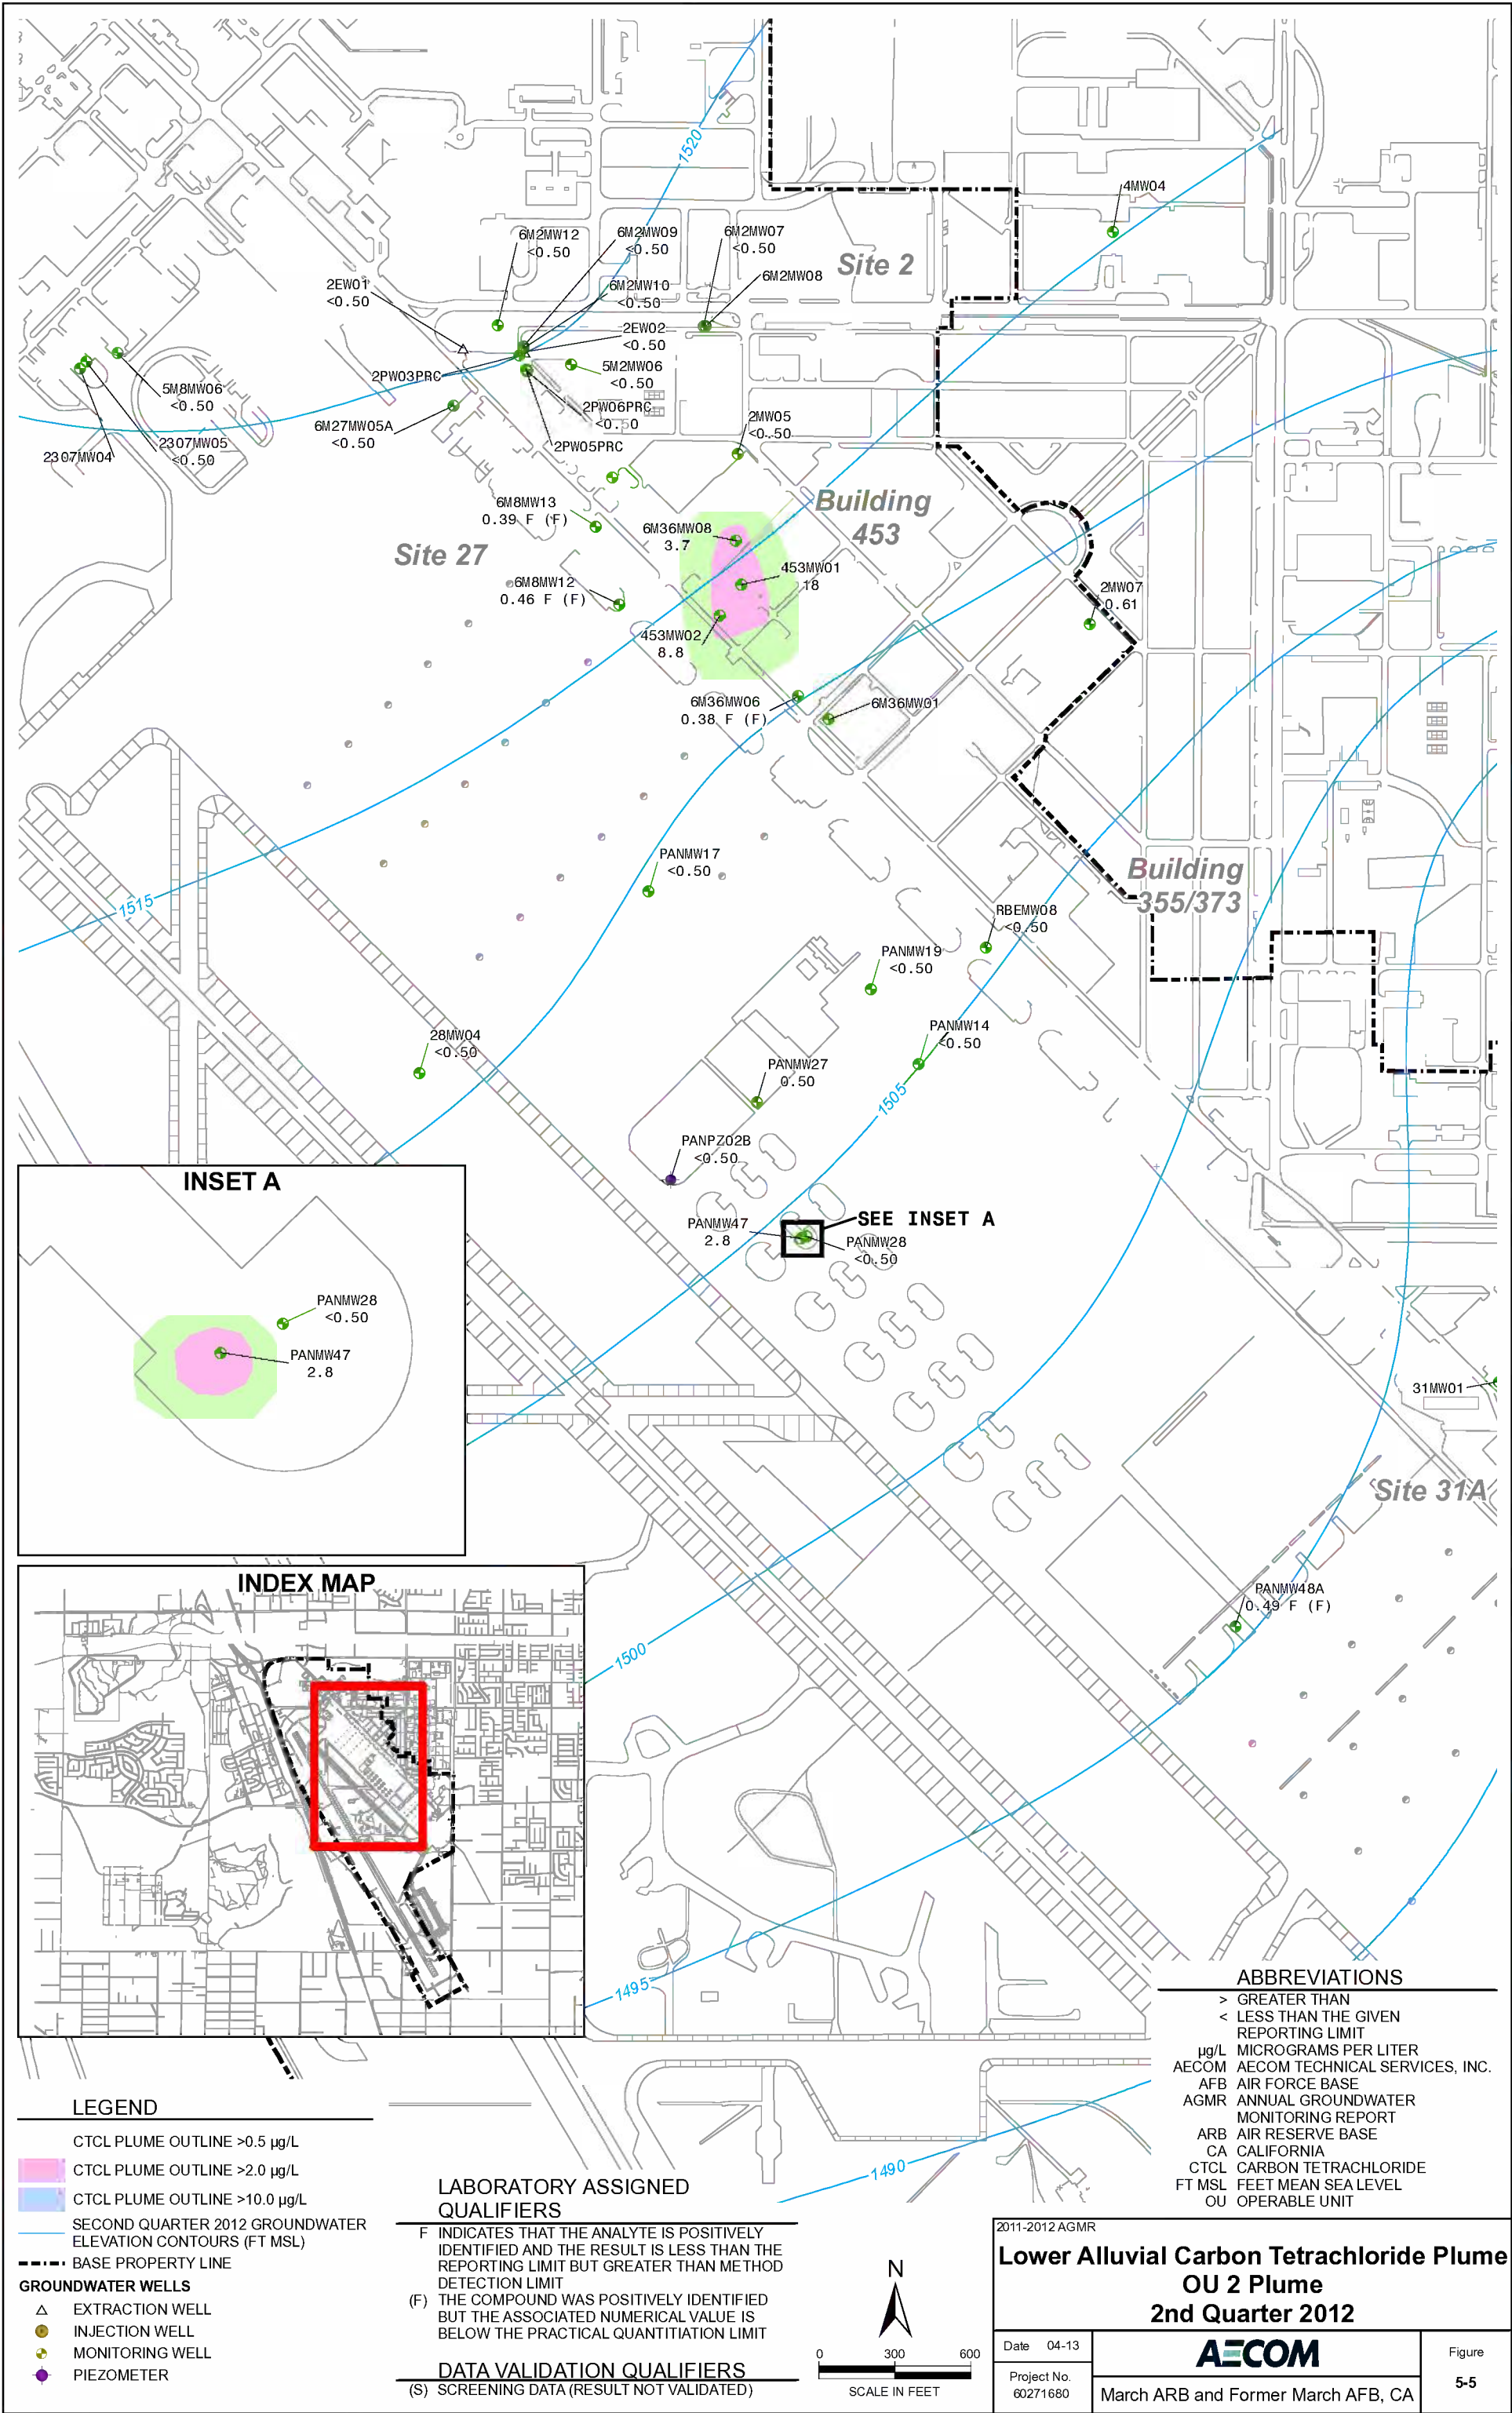 1520
4MW04
6M2MW12
<0.50
6M2MW09
<0.50
6M2MW07
<0.50
Site 2
6M2MW08
2EW01
<0.50
6M2MW10
<0.50
2EW02
<0.50
5M2MW06
<0.50
2PW03PRC
5M8MW06
<0.50
2PW06PRC
<0.50
6M27MW05A
<0.50
2MW05
<0.50
2307MW04
2307MW05
<0.50
2PW05PRC
6M8MW13
0.39 F (F)
Building
453
6M36MW08
3.7
Site 27
453MW01
18
6M8MW12
0.46 F (F)
2MW07
0.61
453MW02
8.8
6M36MW06
0.38 F (F)
6M36MW01
PANMW17
<0.50
Building
355/373
1515
RBEMW08
<0.50
PANMW19
<0.50
28MW04
<0.50
PANMW14
<0.50
PANMW27
0.50
1505
PANPZ02B
<0.50
PANMW47
2.8
SEE INSET A
PANMW28
<0.50
INSET A
PANMW28
<0.50
PANMW47
2.8
31MW01
Site 31A
PANMW48A
0.49 F (F)
INDEX MAP
1500
1495
1490
ABBREVIATIONS
> GREATER THAN
< LESS THAN THE GIVEN
REPORTING LIMIT
µg/L MICROGRAMS PER LITER
AECOM AECOM TECHNICAL SERVICES, INC.
AFB AIR FORCE BASE
AGMR ANNUAL GROUNDWATER
MONITORING REPORT
ARB AIR RESERVE BASE
CA CALIFORNIA
CTCL CARBON TETRACHLORIDE
FT MSL FEET MEAN SEA LEVEL
OU OPERABLE UNIT
LEGEND
CTCL PLUME OUTLINE >0.5 µg/L
CTCL PLUME OUTLINE >2.0 µg/L
CTCL PLUME OUTLINE >10.0 µg/L
SECOND QUARTER 2012 GROUNDWATER
ELEVATION CONTOURS (FT MSL)
BASE PROPERTY LINE
GROUNDWATER WELLS
EXTRACTION WELL
INJECTION WELL
MONITORING WELL
PIEZOMETER
LABORATORY ASSIGNED
QUALIFIERS
F INDICATES THAT THE ANALYTE IS POSITIVELY
IDENTIFIED AND THE RESULT IS LESS THAN THE
REPORTING LIMIT BUT GREATER THAN METHOD
DETECTION LIMIT
(F) THE COMPOUND WAS POSITIVELY IDENTIFIED
BUT THE ASSOCIATED NUMERICAL VALUE IS
BELOW THE PRACTICAL QUANTITIATION LIMIT
DATA VALIDATION QUALIFIERS
(S) SCREENING DATA (RESULT NOT VALIDATED)
N
0 300 600
SCALE IN FEET
2011-2012 AGMR
Lower Alluvial Carbon Tetrachloride Plume
OU 2 Plume
2nd Quarter 2012
Date 04-13
Project No.
60271680
AECOM
March ARB and Former March AFB, CA
Figure
5-5